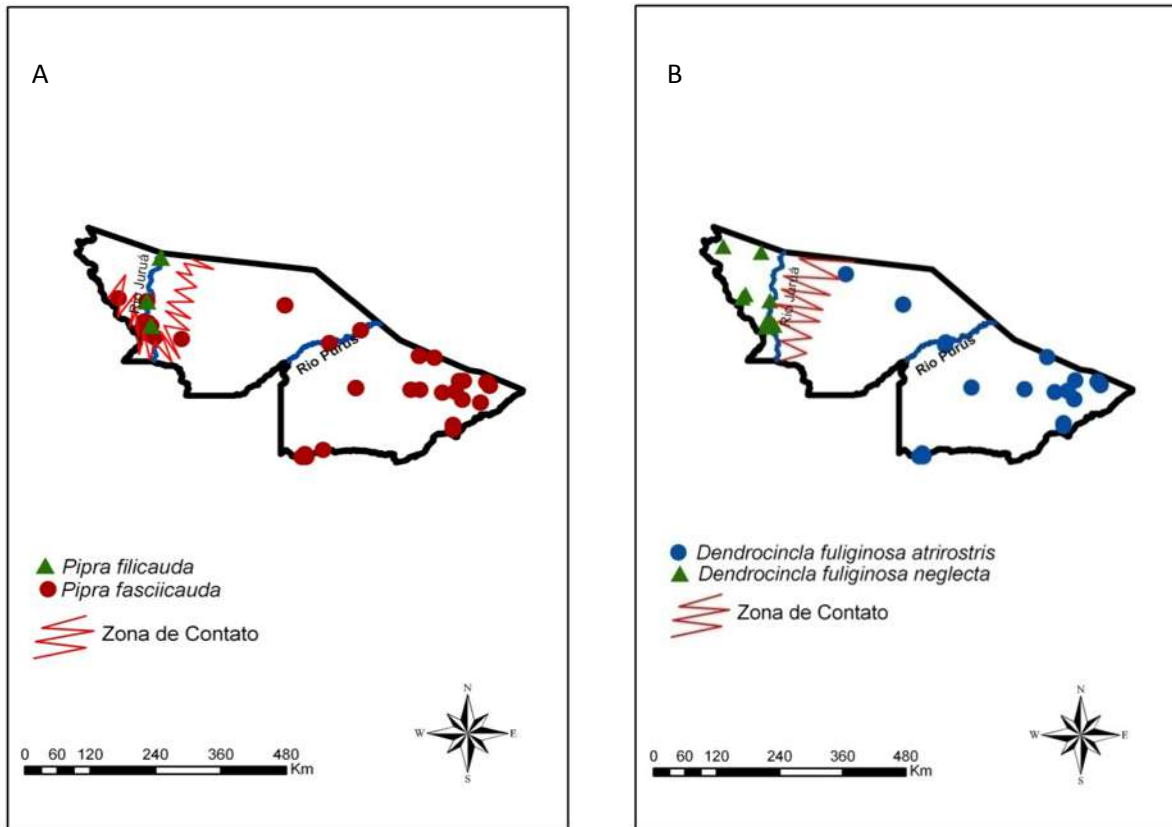 A
Rio Juruá
Rio Purus
Pipra filicauda
Pipra fasciicauda
Zona de Contato
N
W
E
S
0 60 120 240 360 480
Km
B
Rio Juruá
Rio Purus
Dendrocincla fuliginosa atrirostris
Dendrocincla fuliginosa neglecta
Zona de Contato
N
W
E
S
0 60 120 240 360 480
Km